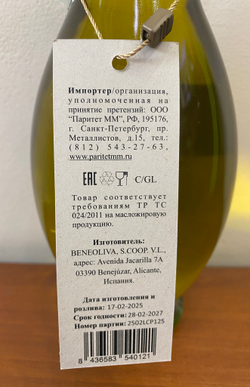 Импортер/организация,
уполномоченная на
принятие претензий: ООО
"Паритет ММ", РФ, 195176,
г. Санкт-Петербург, пр.
Металлистов, д.15, тел.:
(812) 543-27-63,
www.paritetmm.ru
EAC C/GL
Товар соответствует
требованиям ТР ТС
024/2011 на масложировую
продукцию.
Изготовитель:
BENEOLIVA, S.COOP. V.L.,
адрес: Avenida Jacarilla 7A
03390 Benejúzar, Alicante,
Испания.
Дата изготовления и
розлива: 17-02-2025
Срок годности: 28-02-2027
Номер партии: 2502LCP125
8 436583 540121